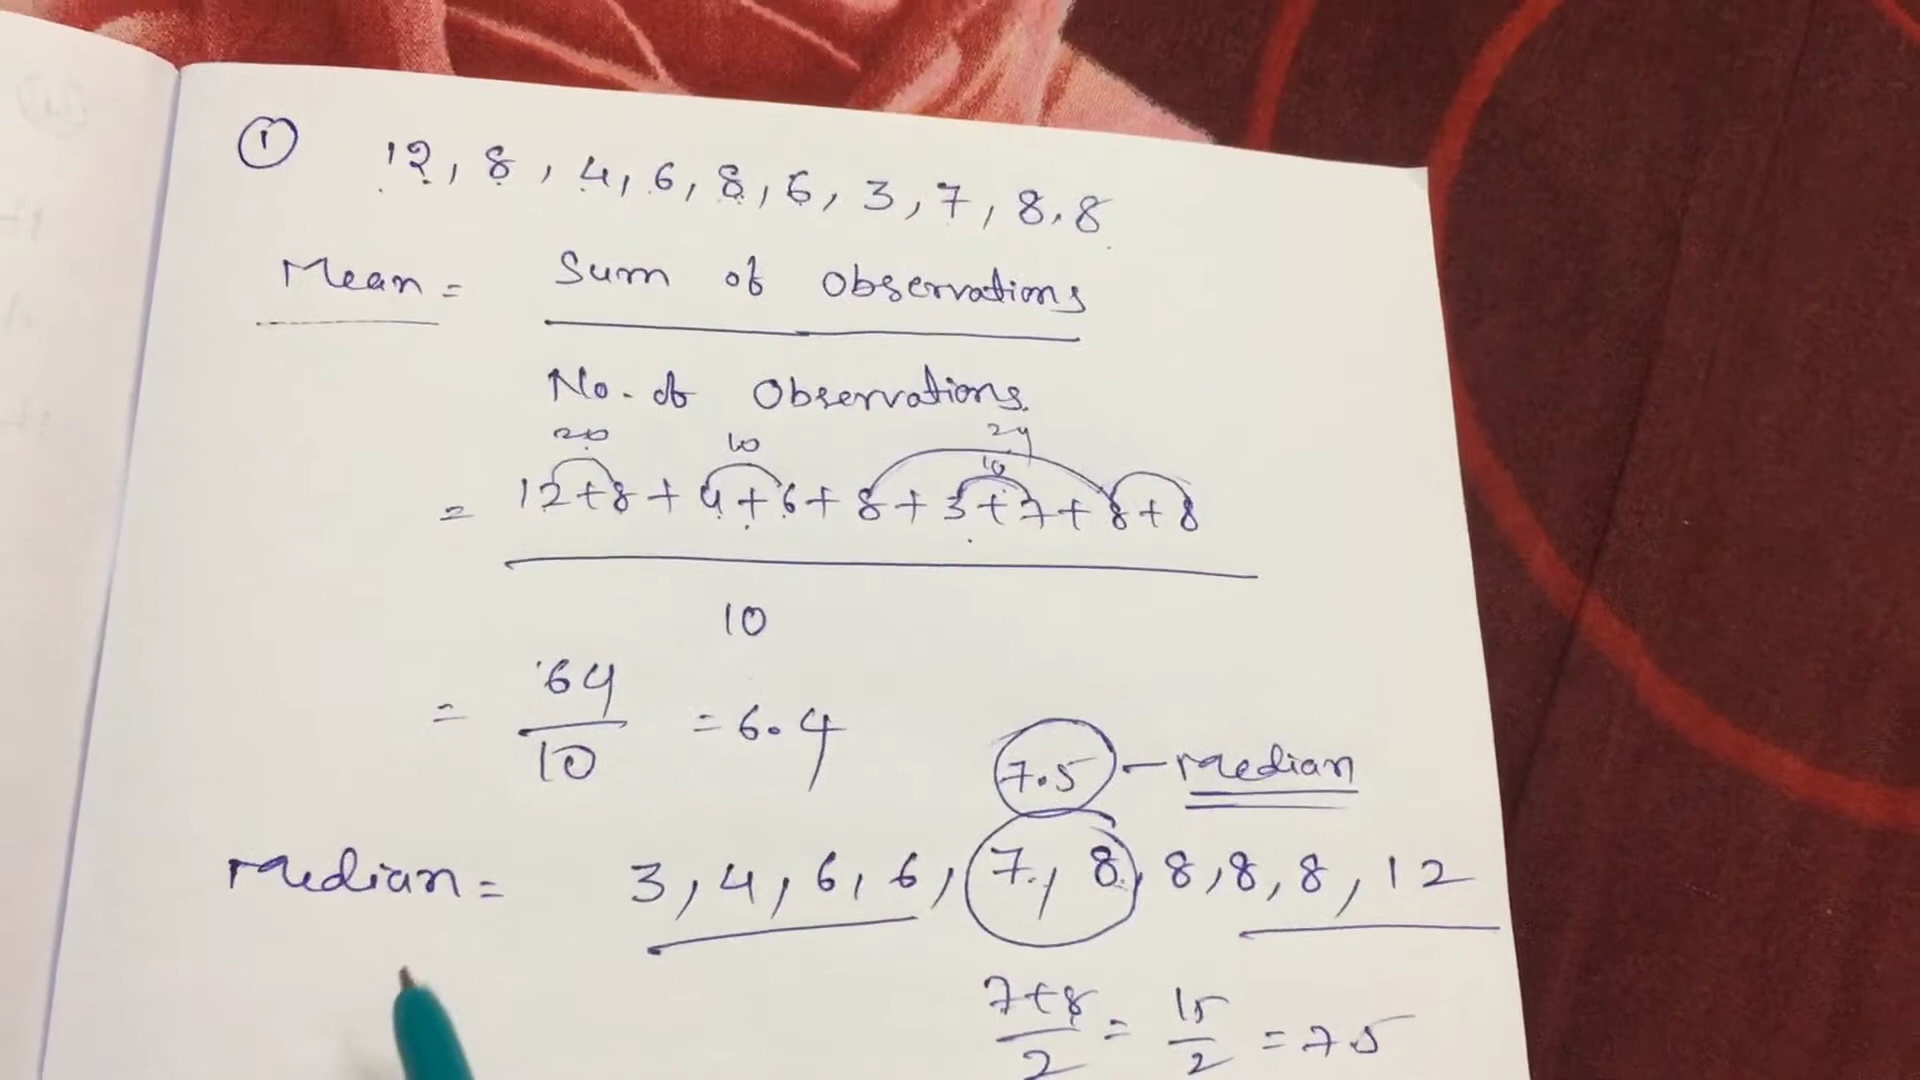 ① 12, 8, 4, 6, 8, 6, 3, 7, 8, 8
Mean = Sum of Observations
No. of Observations
20 10 24
10
= 12+8+4+6+8+3+7+8+8
10
= 64
10
= 6.4
7.5 – Median
Median = 3, 4, 6, 6, 7, 8, 8, 8, 8, 12
7+8
2
= 15
2
= 75